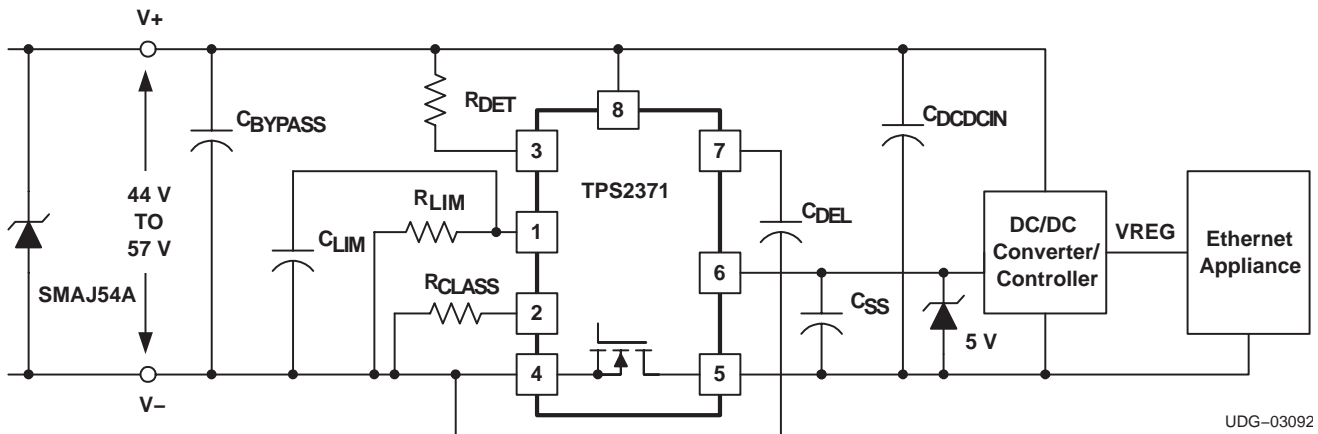 V+
RDET
8
CBYPASS
CDCDCIN
3
7
44 V
TO
57 V
TPS2371
RLIM
CDEL
CLIM
1
DC/DC
Converter/
Controller
VREG
Ethernet
Appliance
6
SMAJ54A
RCLASS
2
CSS
5 V
4
5
V–
UDG–03092